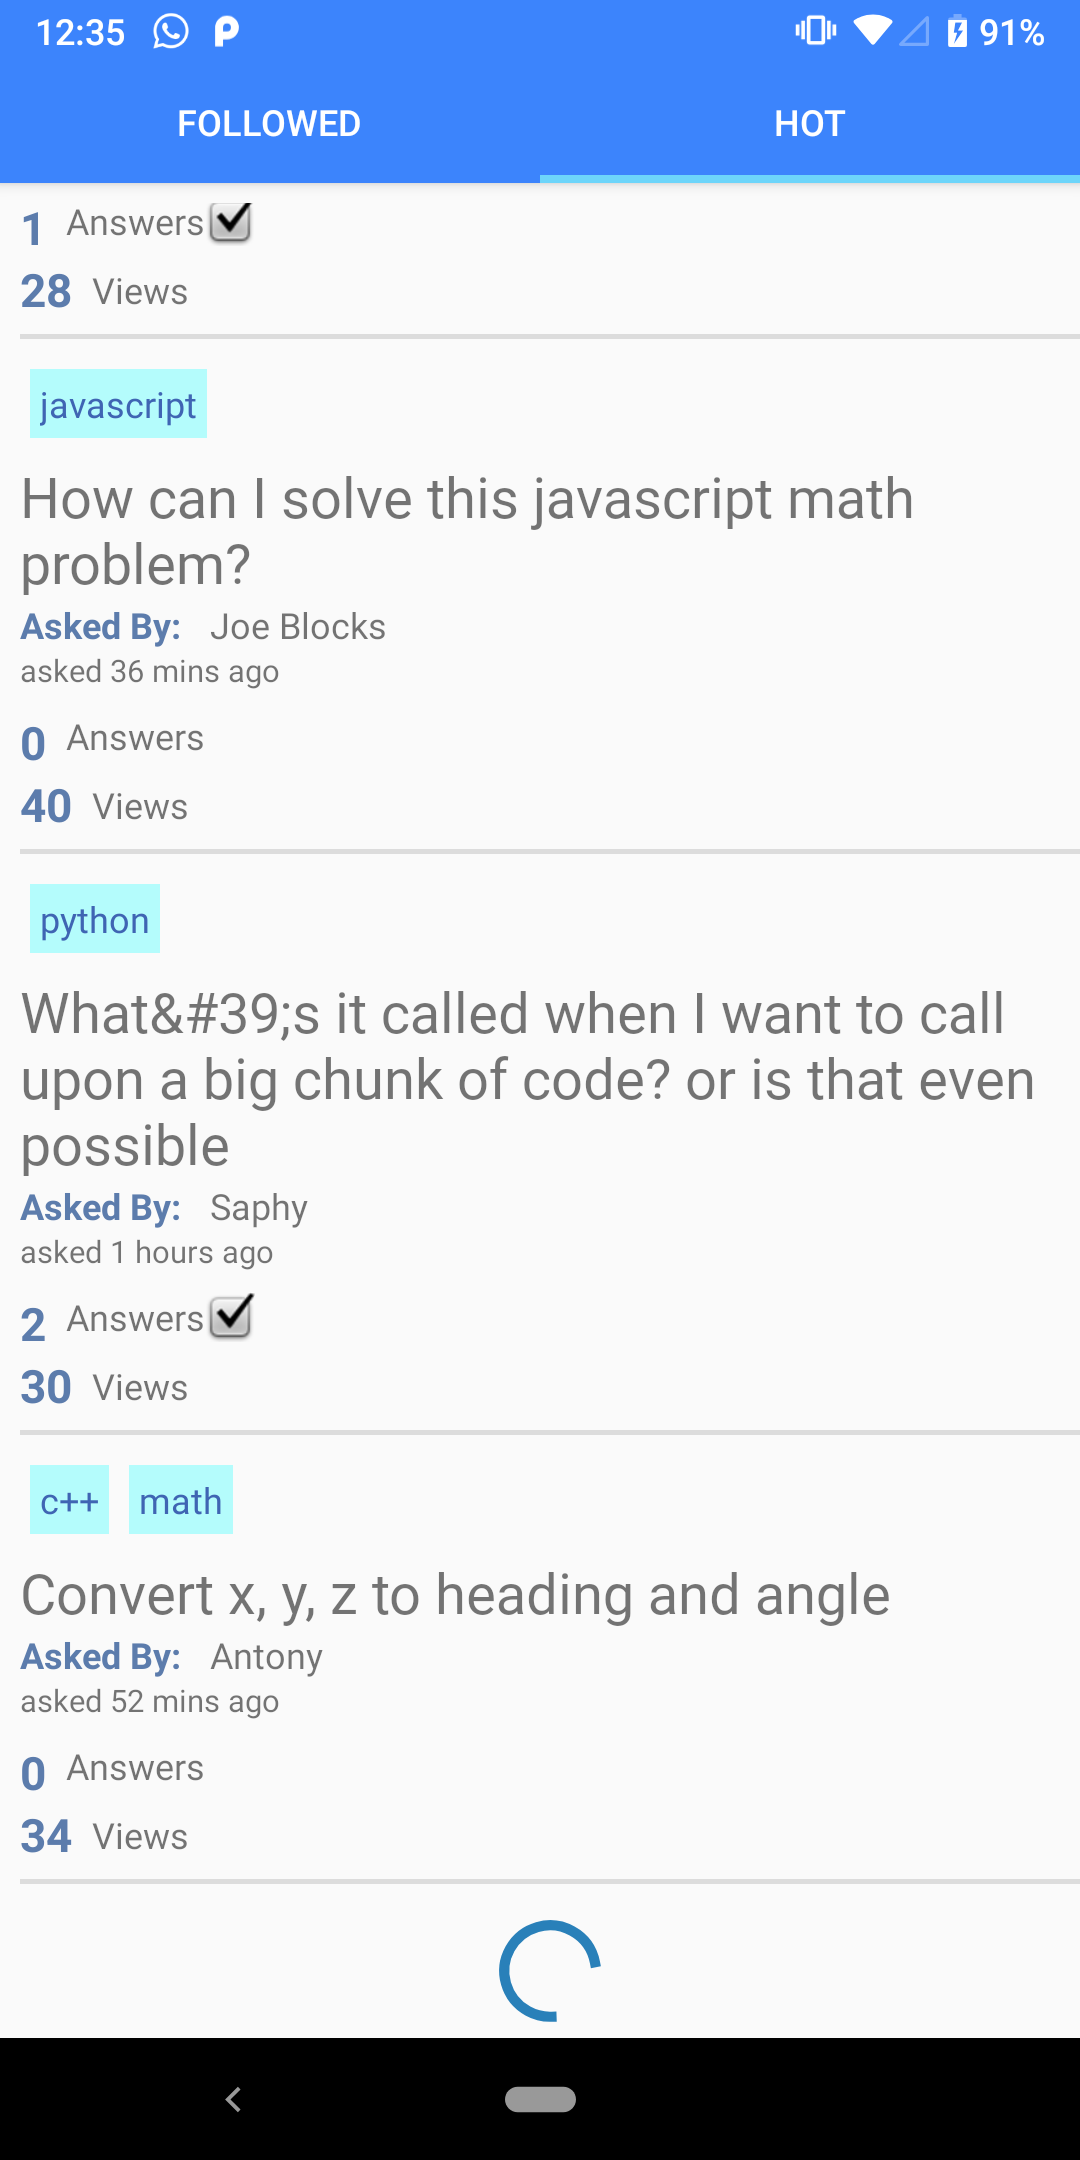 12:35 91%
FOLLOWED HOT
1 Answers
28 Views
javascript
How can I solve this javascript math
problem?
Asked By: Joe Blocks
asked 36 mins ago
0 Answers
40 Views
python
What&#39;s it called when I want to call
upon a big chunk of code? or is that even
possible
Asked By: Saphy
asked 1 hours ago
2 Answers
30 Views
c++ math
Convert x, y, z to heading and angle
Asked By: Antony
asked 52 mins ago
0 Answers
34 Views